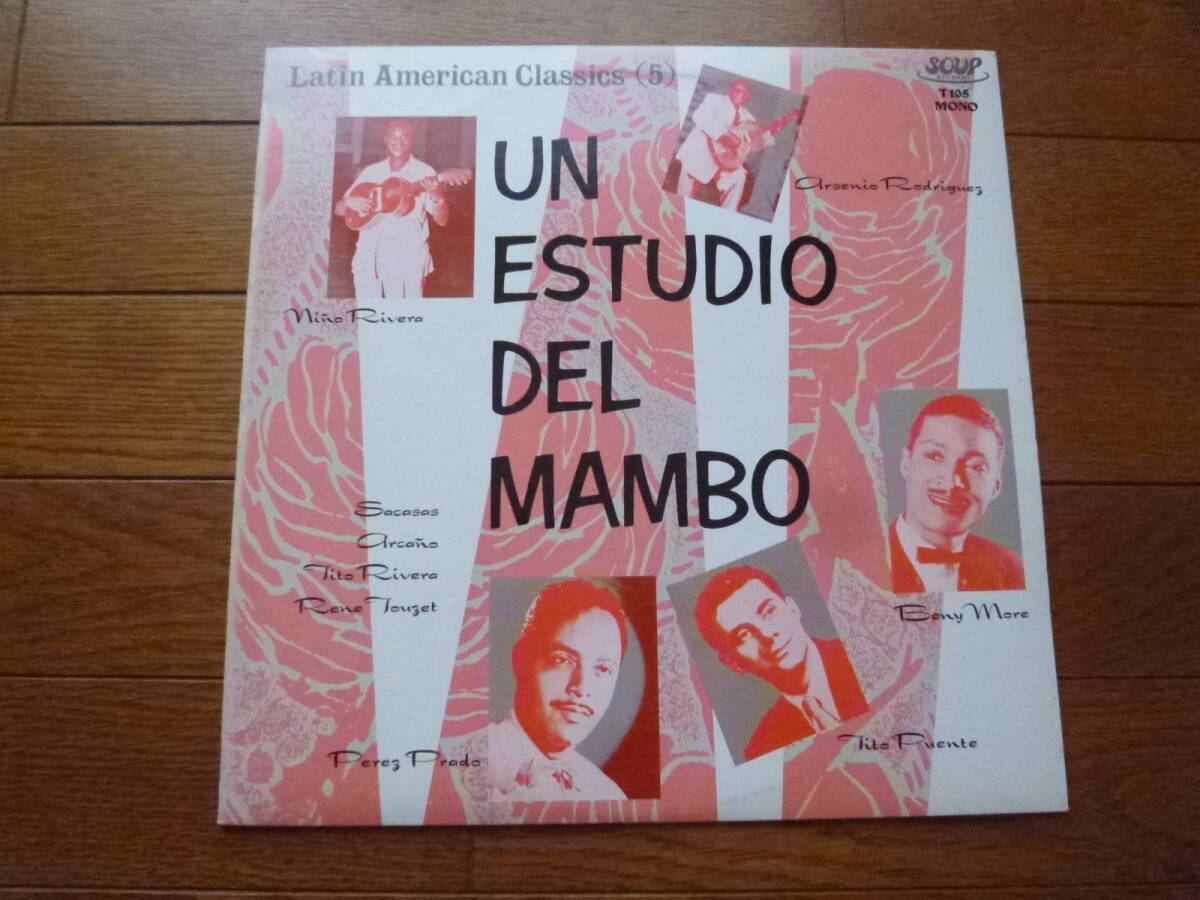 Latin American Classics (5)
SOUP
RECORDS
T105
MONO
UN
ESTUDIO
DEL
MAMBO
Arsenio Rodriguez
Niño Rivera
Sacasas
Arcaño
Tito Rivera
Rene Touzet
Beny More
Perez Prado
Tito Puente